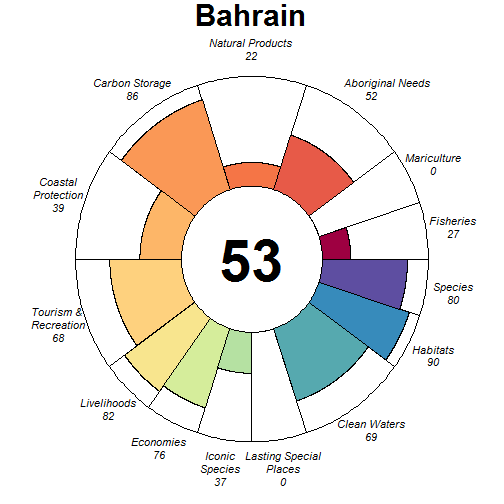 Bahrain
Natural Products
22
Carbon Storage
86
Aboriginal Needs
52
Mariculture
0
Coastal
Protection
39
Fisheries
27
53
Species
80
Tourism &
Recreation
68
Habitats
90
Livelihoods
82
Clean Waters
69
Economies
76
Iconic
Species
37
Lasting Special
Places
0